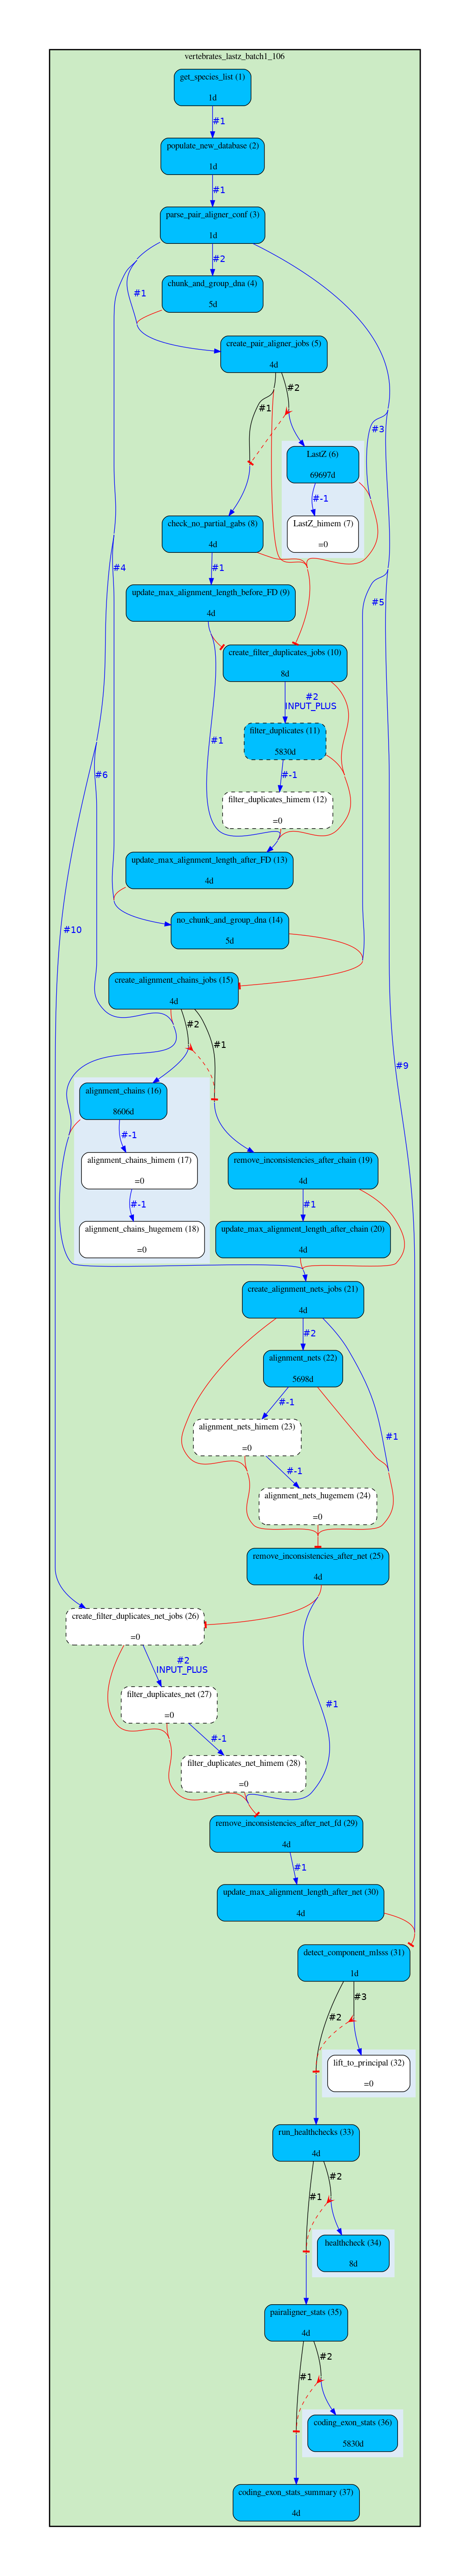 vertebrates_lastz_batch1_106
get_species_list (1)
1d
#1
populate_new_database (2)
1d
#1
parse_pair_aligner_conf (3)
1d
#2
#1
chunk_and_group_dna (4)
5d
create_pair_aligner_jobs (5)
4d
#2
#1
#3
LastZ (6)
69697d
#-1
LastZ_himem (7)
=0
check_no_partial_gabs (8)
4d
#1
#4
update_max_alignment_length_before_FD (9)
4d
#5
create_filter_duplicates_jobs (10)
8d
#2
INPUT_PLUS
filter_duplicates (11)
5830d
#1
#6
#-1
filter_duplicates_himem (12)
=0
update_max_alignment_length_after_FD (13)
4d
no_chunk_and_group_dna (14)
5d
#10
create_alignment_chains_jobs (15)
4d
#2
#1
#9
alignment_chains (16)
8606d
#-1
alignment_chains_himem (17)
=0
remove_inconsistencies_after_chain (19)
4d
#-1
#1
alignment_chains_hugemem (18)
=0
update_max_alignment_length_after_chain (20)
4d
create_alignment_nets_jobs (21)
4d
#2
alignment_nets (22)
5698d
#-1
alignment_nets_himem (23)
=0
#1
#-1
alignment_nets_hugemem (24)
=0
remove_inconsistencies_after_net (25)
4d
create_filter_duplicates_net_jobs (26)
=0
#2
INPUT_PLUS
filter_duplicates_net (27)
=0
#1
#-1
filter_duplicates_net_himem (28)
=0
remove_inconsistencies_after_net_fd (29)
4d
#1
update_max_alignment_length_after_net (30)
4d
detect_component_mlsss (31)
1d
#3
#2
lift_to_principal (32)
=0
run_healthchecks (33)
4d
#2
#1
healthcheck (34)
8d
pairaligner_stats (35)
4d
#2
#1
coding_exon_stats (36)
5830d
coding_exon_stats_summary (37)
4d